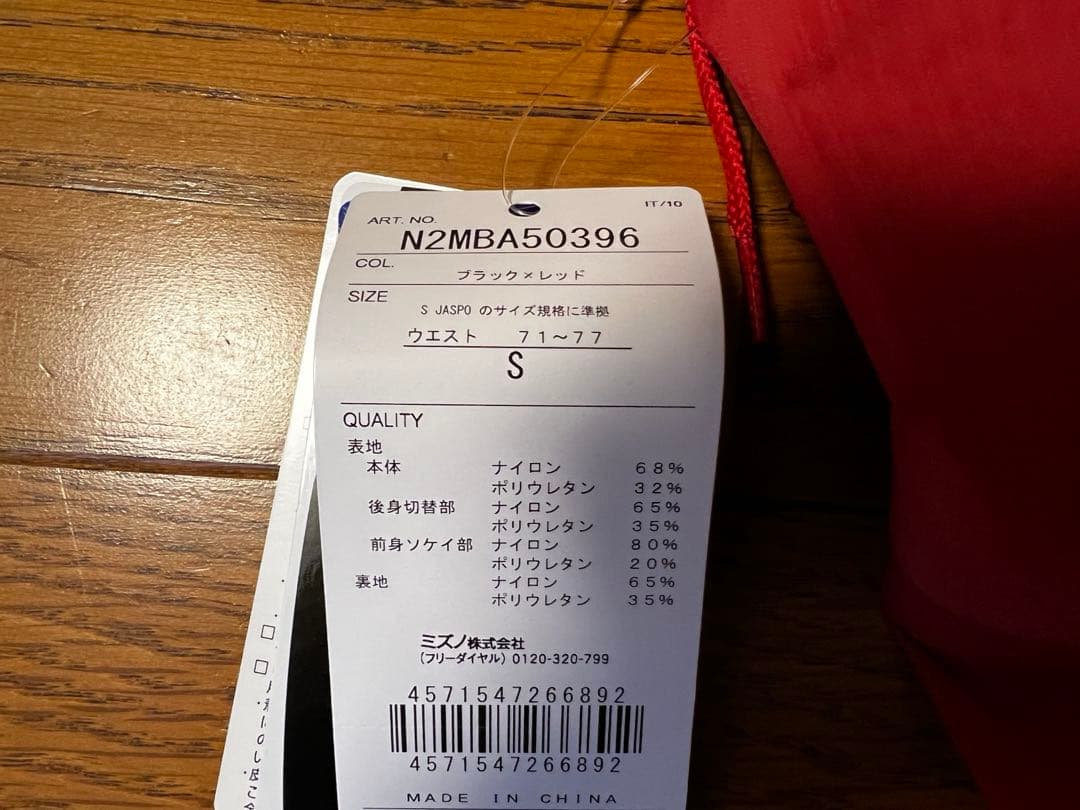 IT/10
ART. NO.
N2MBA50396
COL.
ブラック×レッド
SIZE
S JASPO のサイズ規格に準拠
ウエスト 71～77
S
QUALITY
表地
本体 ナイロン 68%
ポリウレタン 32%
後身切替部 ナイロン 65%
ポリウレタン 35%
前身ソケイ部 ナイロン 80%
ポリウレタン 20%
裏地 ナイロン 65%
ポリウレタン 35%
ミズノ株式会社
(フリーダイヤル) 0120-320-799
4571547266892
4571547266892
MADE IN CHINA